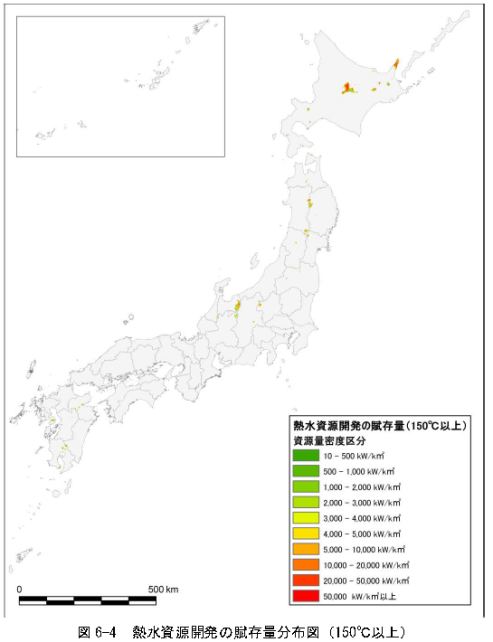 熱水資源開発の賦存量(150℃以上)
資源量密度区分
10 - 500 kW/k㎡
500 - 1,000 kW/k㎡
1,000 - 2,000 kW/k㎡
2,000 - 3,000 kW/k㎡
3,000 - 4,000 kW/k㎡
4,000 - 5,000 kW/k㎡
5,000 - 10,000 kW/k㎡
10,000 - 20,000 kW/k㎡
20,000 - 50,000 kW/k㎡
50,000 kW/k㎡以上
0 500 km
図 6-4 熱水資源開発の賦存量分布図 (150℃以上)